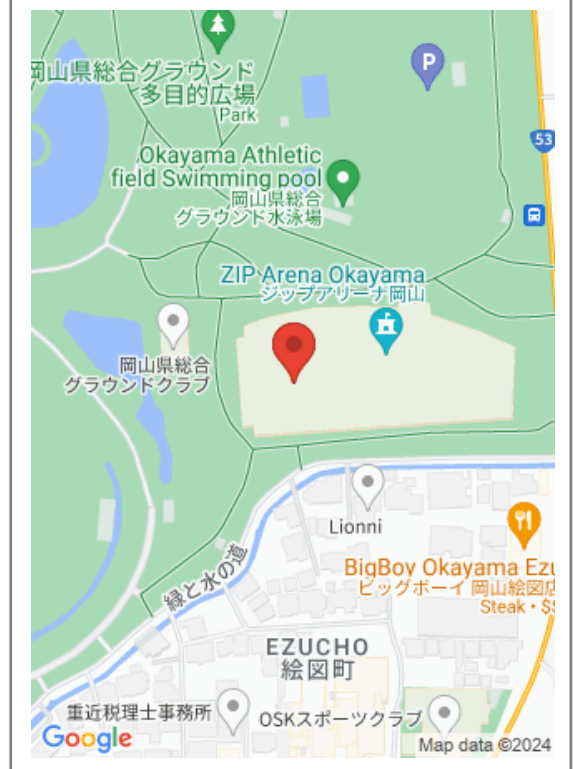 岡山県総合グラウンド
多目的広場
Park
P
53
Okayama Athletic
field Swimming pool
岡山県総合
グラウンド水泳場
ZIP Arena Okayama
ジップアリーナ岡山
岡山県総合
グラウンドクラブ
Lionni
BigBoy Okayama Ezu
ビッグボーイ 岡山絵図店
Steak • $$
緑と水の道
EZUCHO
絵図町
重近税理士事務所
OSKスポーツクラブ
Google
Map data ©2024